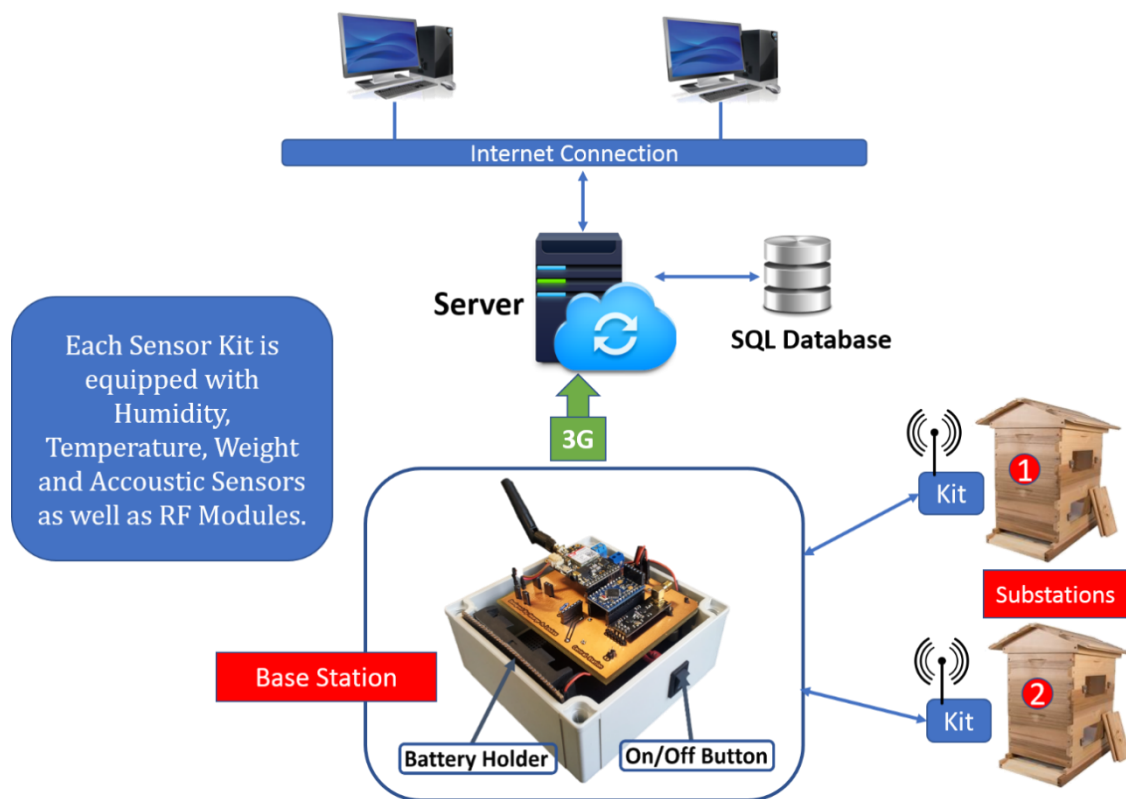 Internet Connection
Server
SQL Database
Each Sensor Kit is
equipped with
Humidity,
Temperature, Weight
and Accoustic Sensors
as well as RF Modules.
3G
Kit
1
Substations
Base Station
Kit
2
Battery Holder
On/Off Button